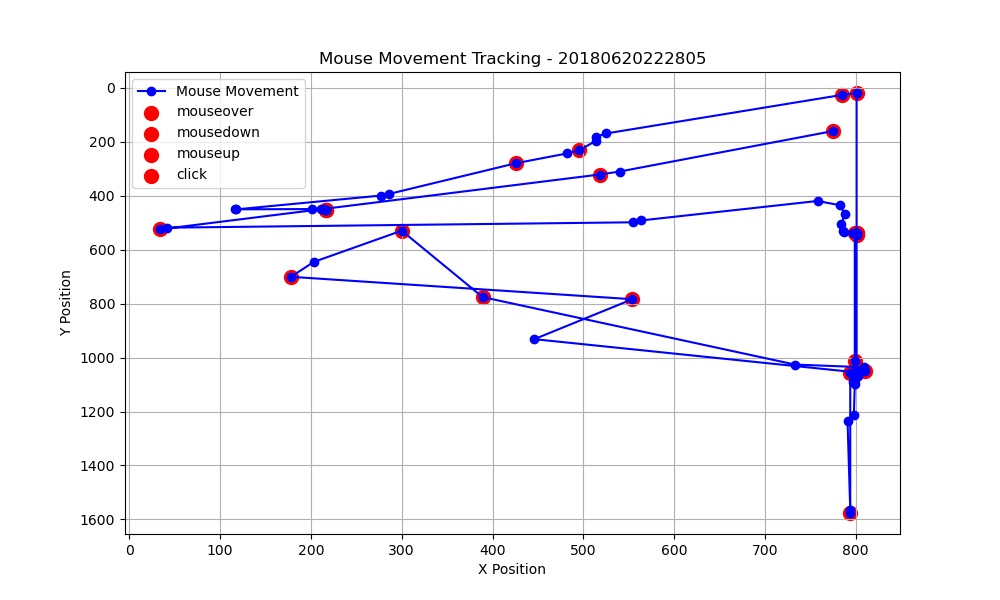 Mouse Movement Tracking - 20180620222805
Mouse Movement
mouseover
mousedown
mouseup
click
0
200
400
600
800
1000
1200
1400
1600
Y Position
0 100 200 300 400 500 600 700 800
X Position